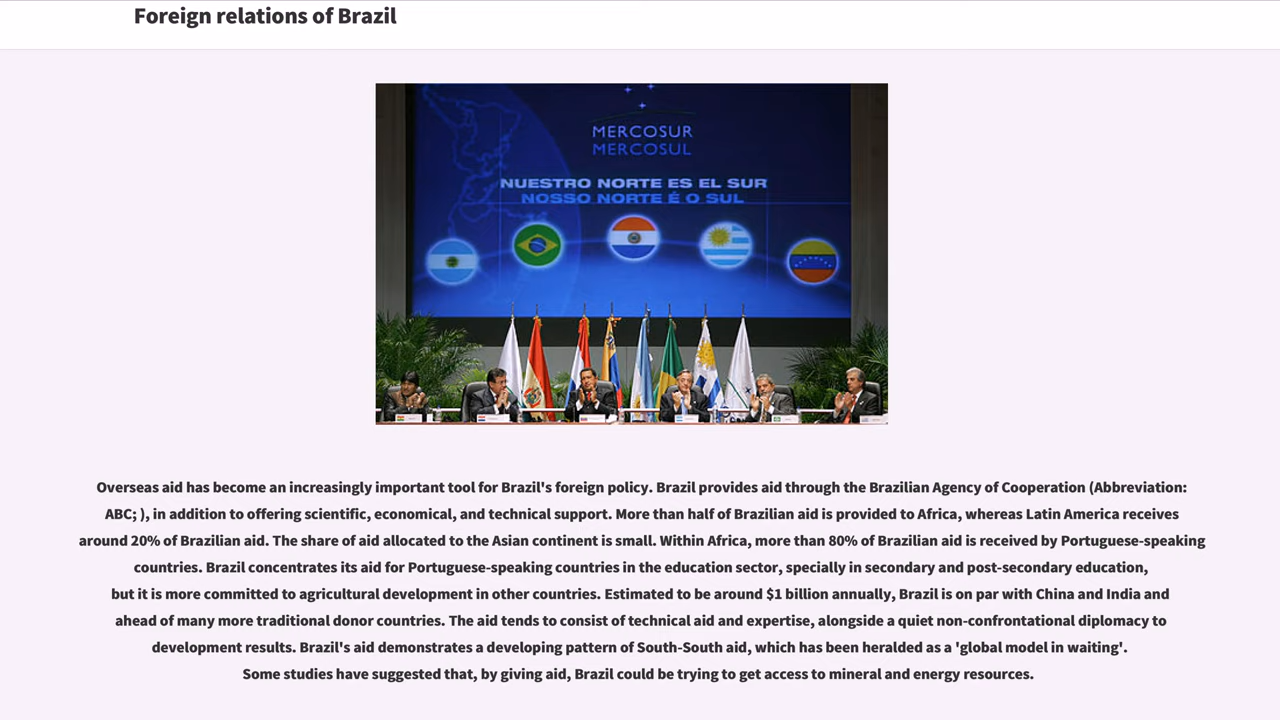 Foreign relations of Brazil
MERCOSUR
MERCOSUL
NUESTRO NORTE ES EL SUR
NOSSO NORTE É O SUL
Overseas aid has become an increasingly important tool for Brazil's foreign policy. Brazil provides aid through the Brazilian Agency of Cooperation (Abbreviation:
ABC; ), in addition to offering scientific, economical, and technical support. More than half of Brazilian aid is provided to Africa, whereas Latin America receives
around 20% of Brazilian aid. The share of aid allocated to the Asian continent is small. Within Africa, more than 80% of Brazilian aid is received by Portuguese-speaking
countries. Brazil concentrates its aid for Portuguese-speaking countries in the education sector, specially in secondary and post-secondary education,
but it is more committed to agricultural development in other countries. Estimated to be around $1 billion annually, Brazil is on par with China and India and
ahead of many more traditional donor countries. The aid tends to consist of technical aid and expertise, alongside a quiet non-confrontational diplomacy to
development results. Brazil's aid demonstrates a developing pattern of South-South aid, which has been heralded as a 'global model in waiting'.
Some studies have suggested that, by giving aid, Brazil could be trying to get access to mineral and energy resources.